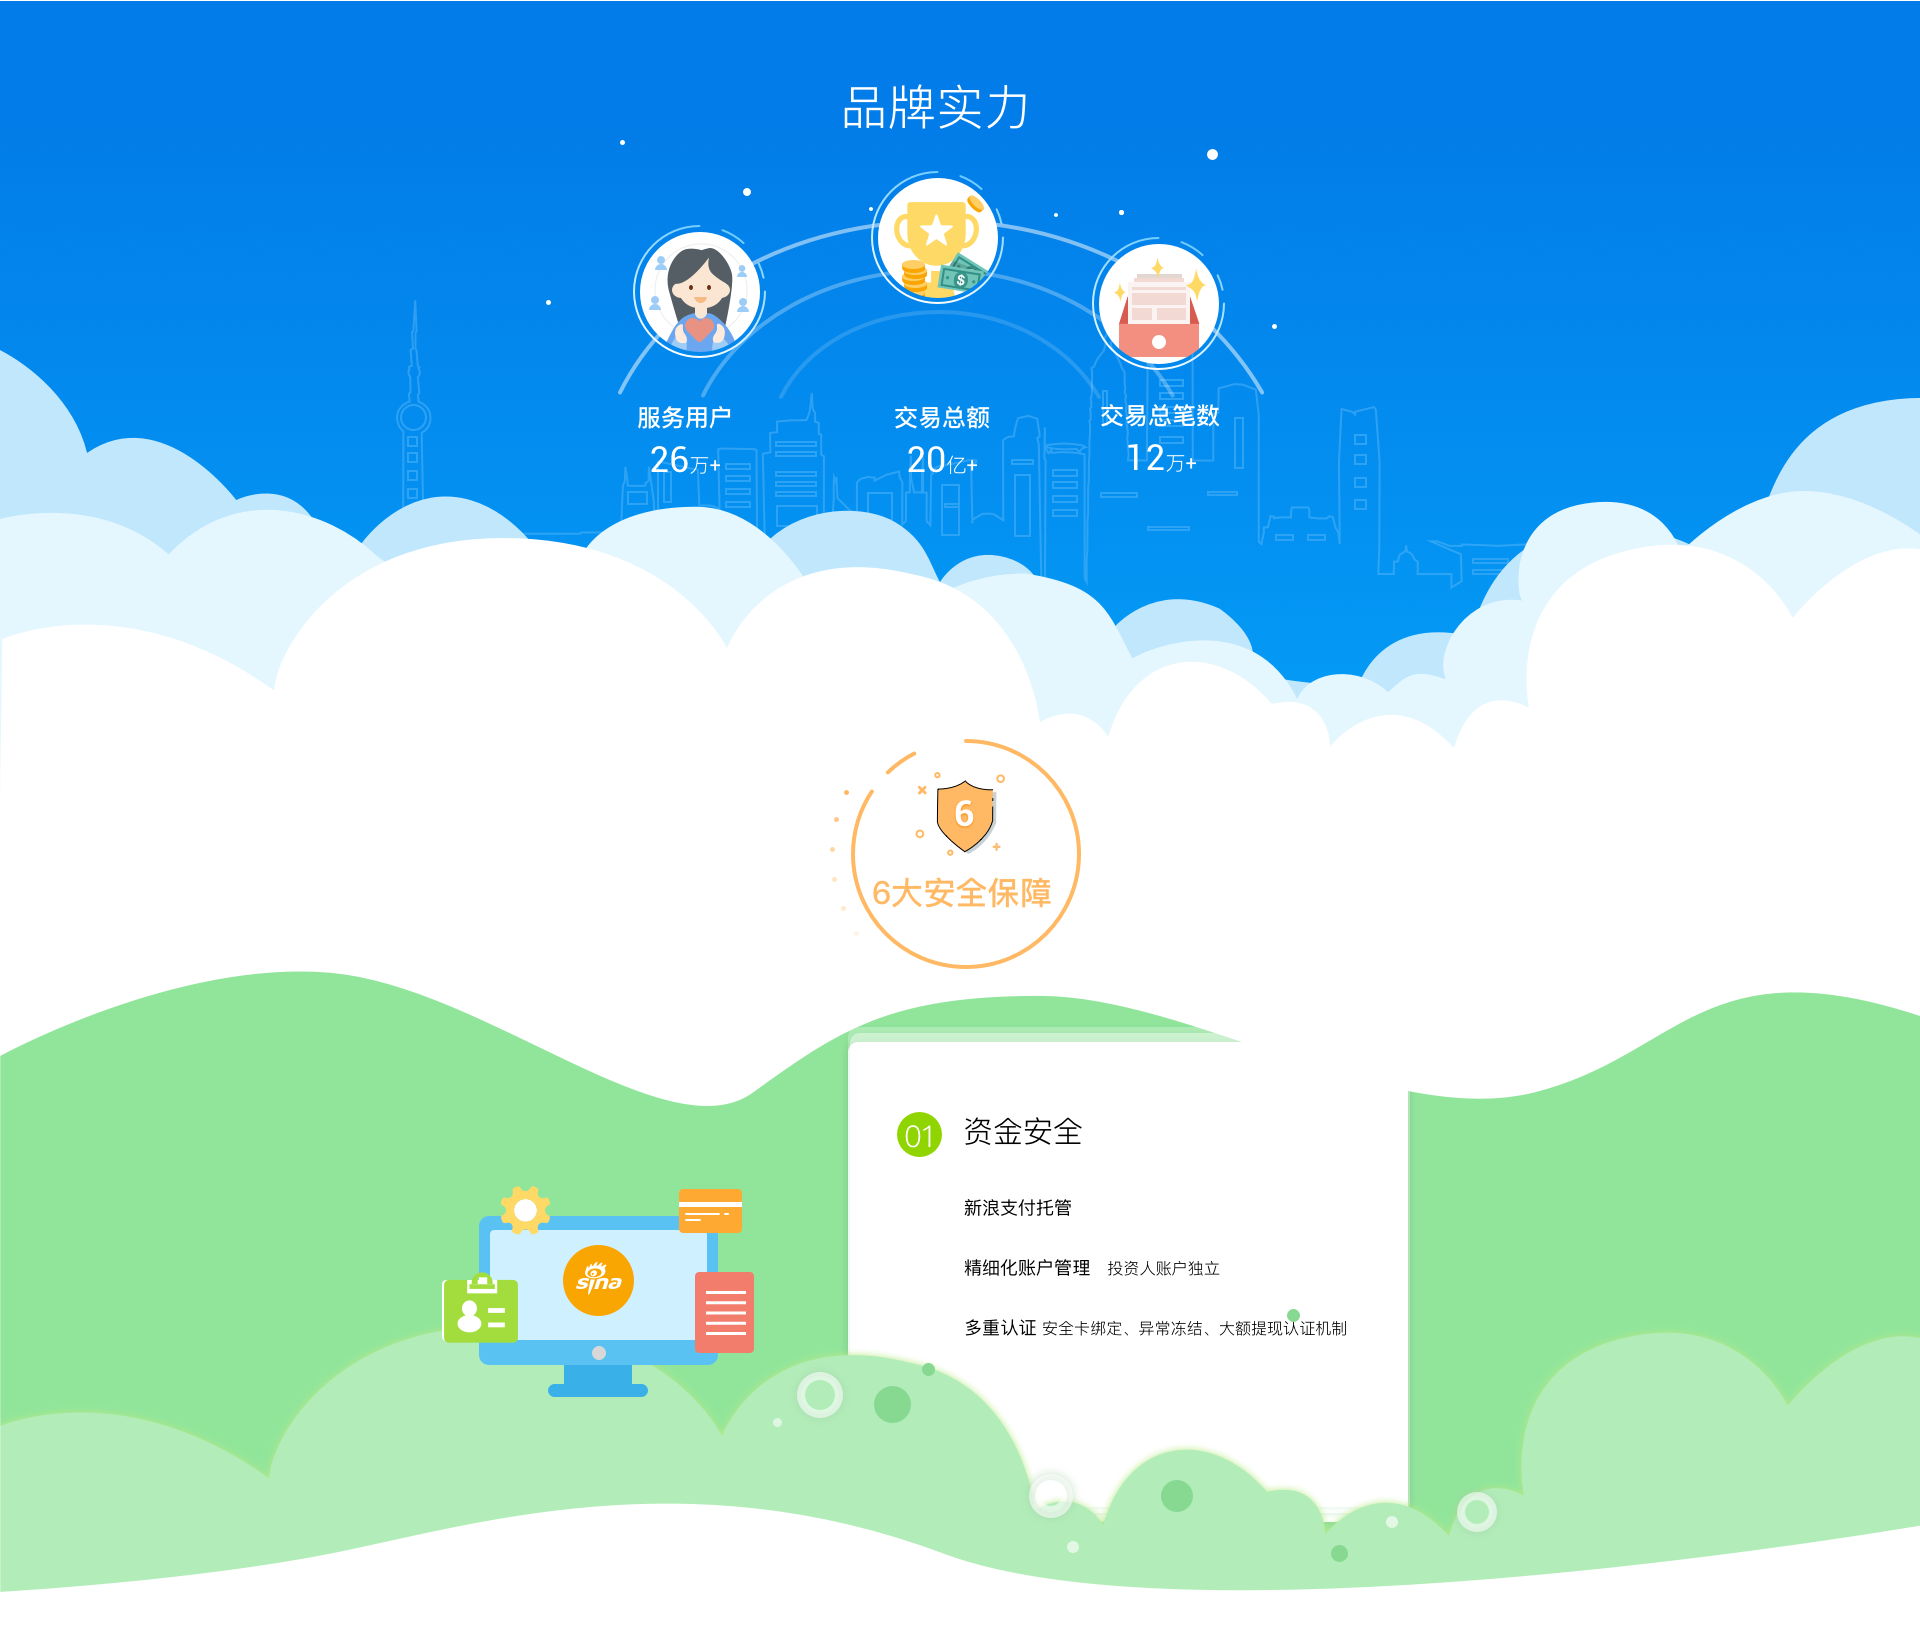 品牌实力
服务用户
26万+
交易总额
20亿+
交易总笔数
12万+
6
6大安全保障
01 资金安全
新浪支付托管
精细化账户管理 投资人账户独立
多重认证 安全卡绑定、异常冻结、大额提现认证机制
sina
$